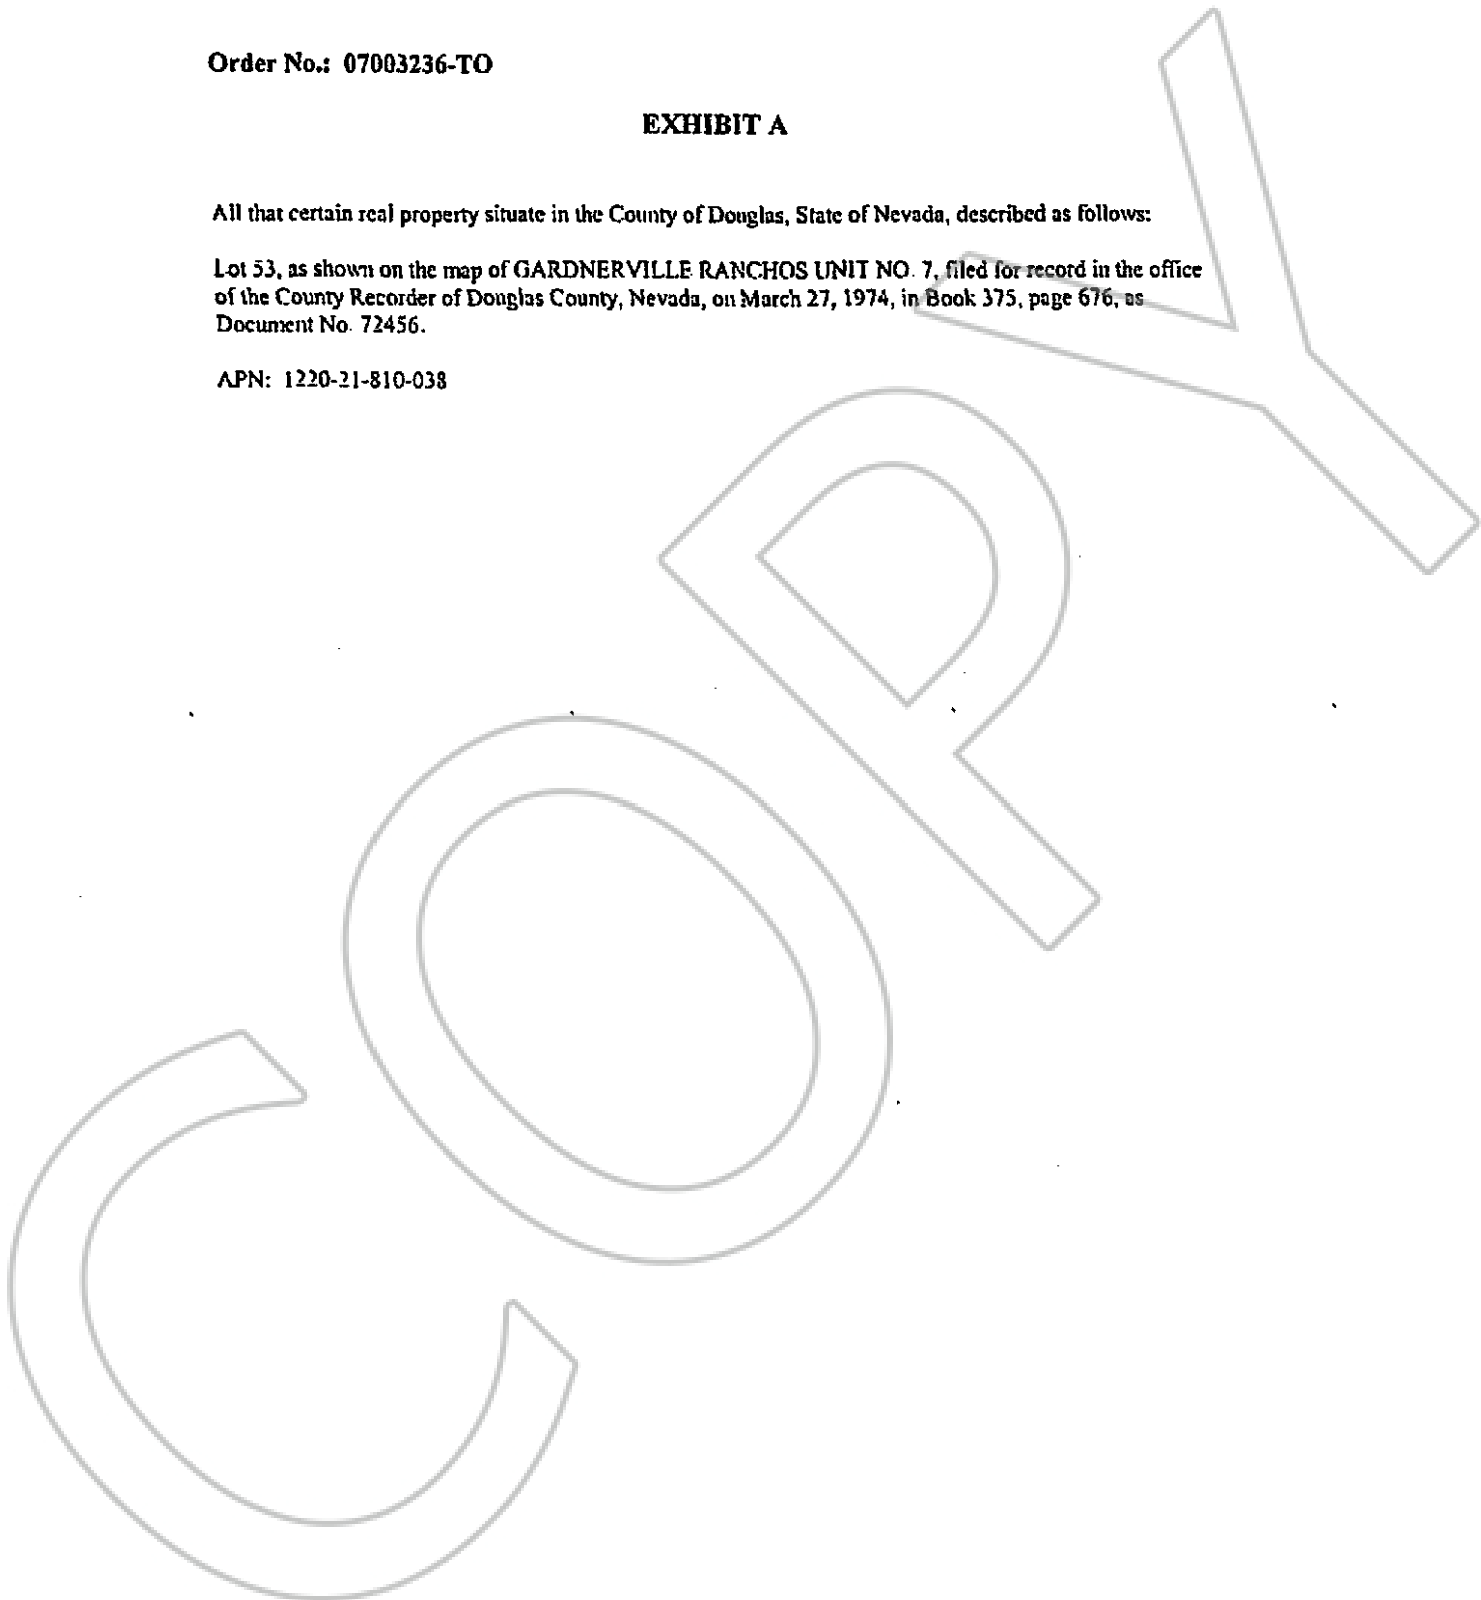 Order No.: 07003236-TO
EXHIBIT A
All that certain real property situate in the County of Douglas, State of Nevada, described as follows:
Lot 53, as shown on the map of GARDNERVILLE RANCHOS UNIT NO. 7, filed for record in the office
of the County Recorder of Douglas County, Nevada, on March 27, 1974, in Book 375, page 676, as
Document No. 72456.
APN: 1220-21-810-038
COPY